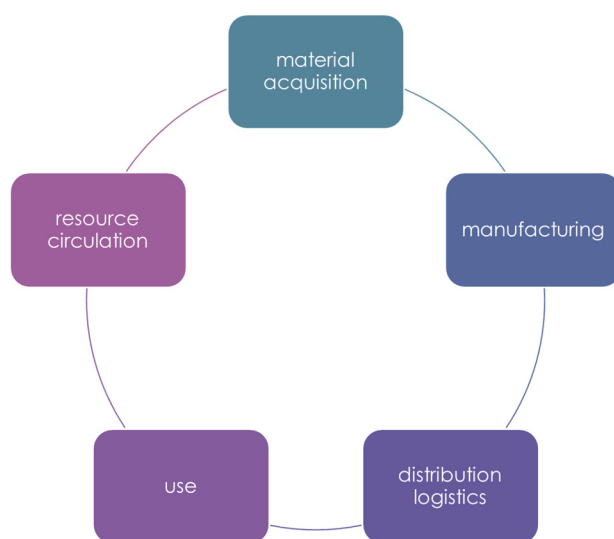 material
acquisition
manufacturing
distribution
logistics
use
resource
circulation